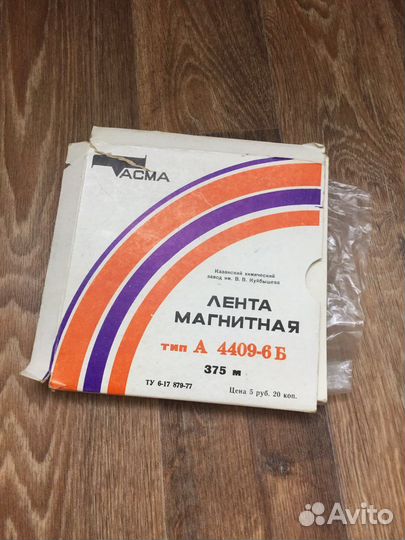 ТАСМА
Казанский химический
завод им. В. В. Куйбышева
ЛЕНТА
МАГНИТНАЯ
тип А 4409-6 Б
375 м
ТУ 6-17 879-77
Цена 5 руб. 20 коп.
Avito